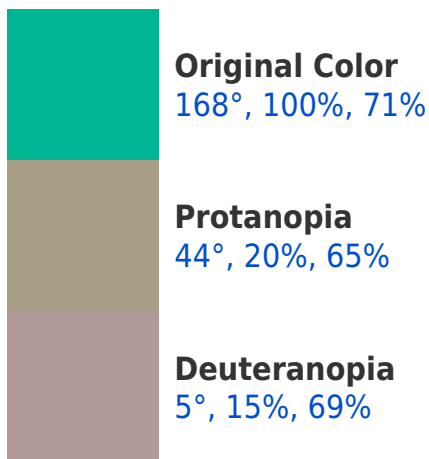 Original Color
168°, 100%, 71%
Protanopia
44°, 20%, 65%
Deuteranopia
5°, 15%, 69%